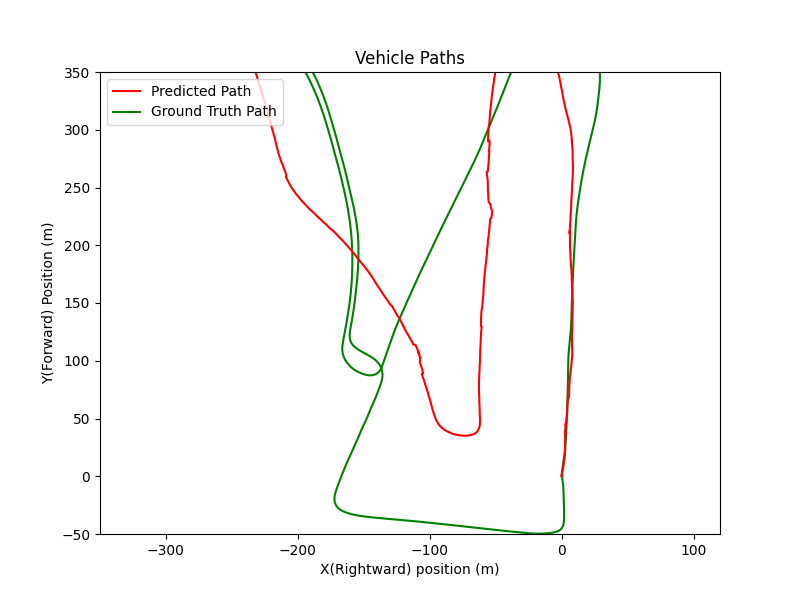 Vehicle Paths
Predicted Path
Ground Truth Path
350
300
250
200
150
100
50
0
−50
Y(Forward) Position (m)
−300
−200
−100
0
100
X(Rightward) position (m)